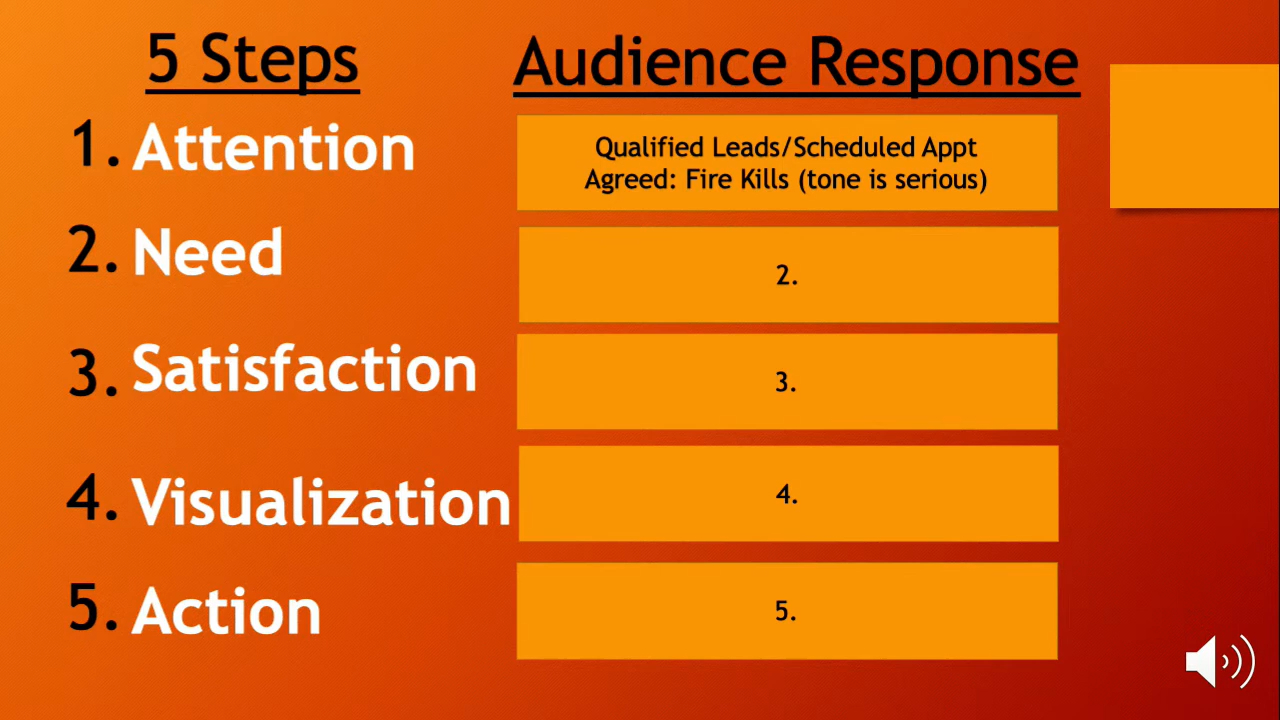 5 Steps
Audience Response
1. Attention
Qualified Leads/Scheduled Appt
Agreed: Fire Kills (tone is serious)
2. Need
2.
3. Satisfaction
3.
4. Visualization
4.
5. Action
5.